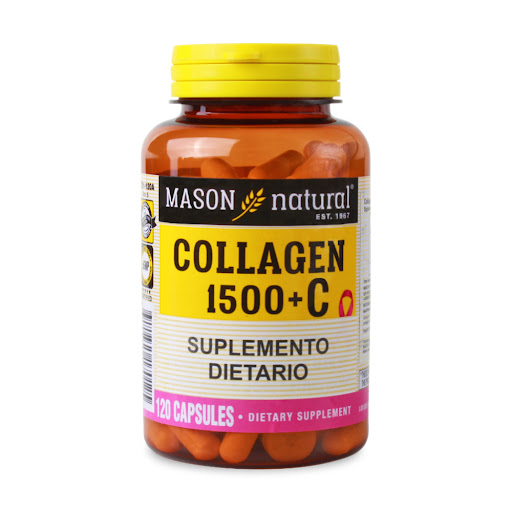 MASON natural®
EST. 1967
COLLAGEN
1500+C
SUPLEMENTO
DIETARIO
120 CAPSULES • DIETARY SUPPLEMENT